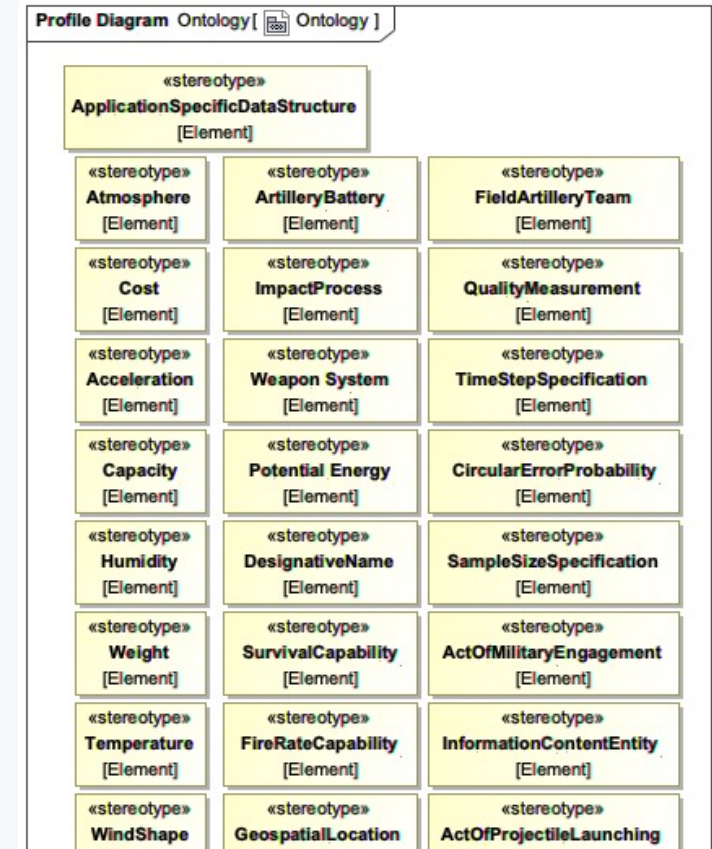 Profile Diagram Ontology [ Ontology ]
«stereotype»
ApplicationSpecificDataStructure
[Element]
«stereotype»
Atmosphere
[Element]
«stereotype»
ArtilleryBattery
[Element]
«stereotype»
FieldArtilleryTeam
[Element]
«stereotype»
Cost
[Element]
«stereotype»
ImpactProcess
[Element]
«stereotype»
QualityMeasurement
[Element]
«stereotype»
Acceleration
[Element]
«stereotype»
Weapon System
[Element]
«stereotype»
TimeStepSpecification
[Element]
«stereotype»
Capacity
[Element]
«stereotype»
Potential Energy
[Element]
«stereotype»
CircularErrorProbability
[Element]
«stereotype»
Humidity
[Element]
«stereotype»
DesignativeName
[Element]
«stereotype»
SampleSizeSpecification
[Element]
«stereotype»
Weight
[Element]
«stereotype»
SurvivalCapability
[Element]
«stereotype»
ActOfMilitaryEngagement
[Element]
«stereotype»
Temperature
[Element]
«stereotype»
FireRateCapability
[Element]
«stereotype»
InformationContentEntity
[Element]
«stereotype»
WindShape
«stereotype»
GeospatialLocation
«stereotype»
ActOfProjectileLaunching